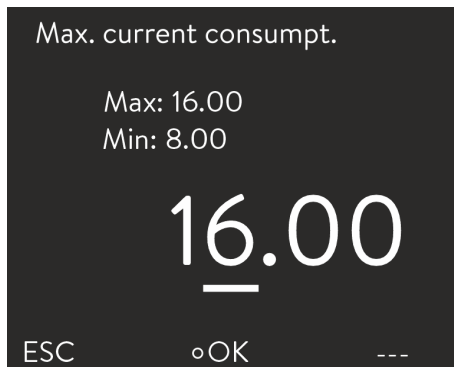 Max. current consumpt.
Max: 16.00
Min: 8.00
16.00
ESC ○OK ---